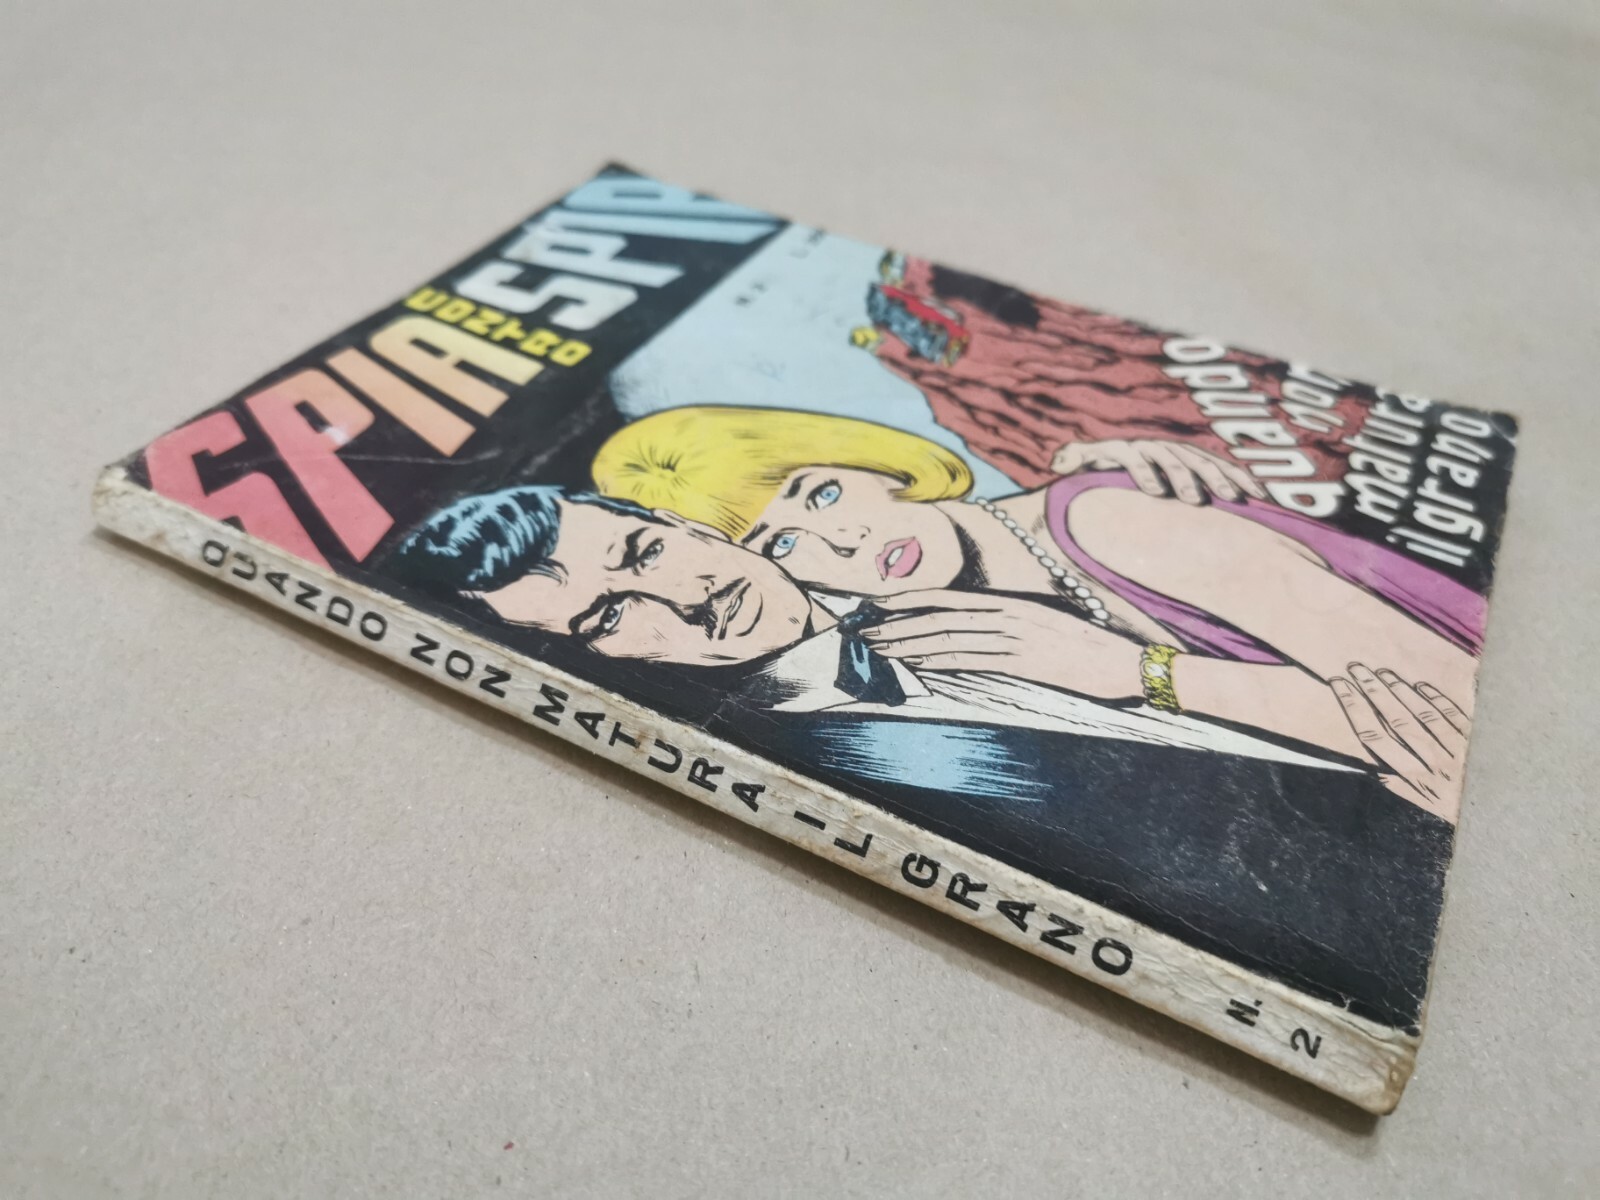 SPIA
CONTRO
SPIA
quando
non
matura
il grano
QUANDO NON MATURA IL GRANO N. 2